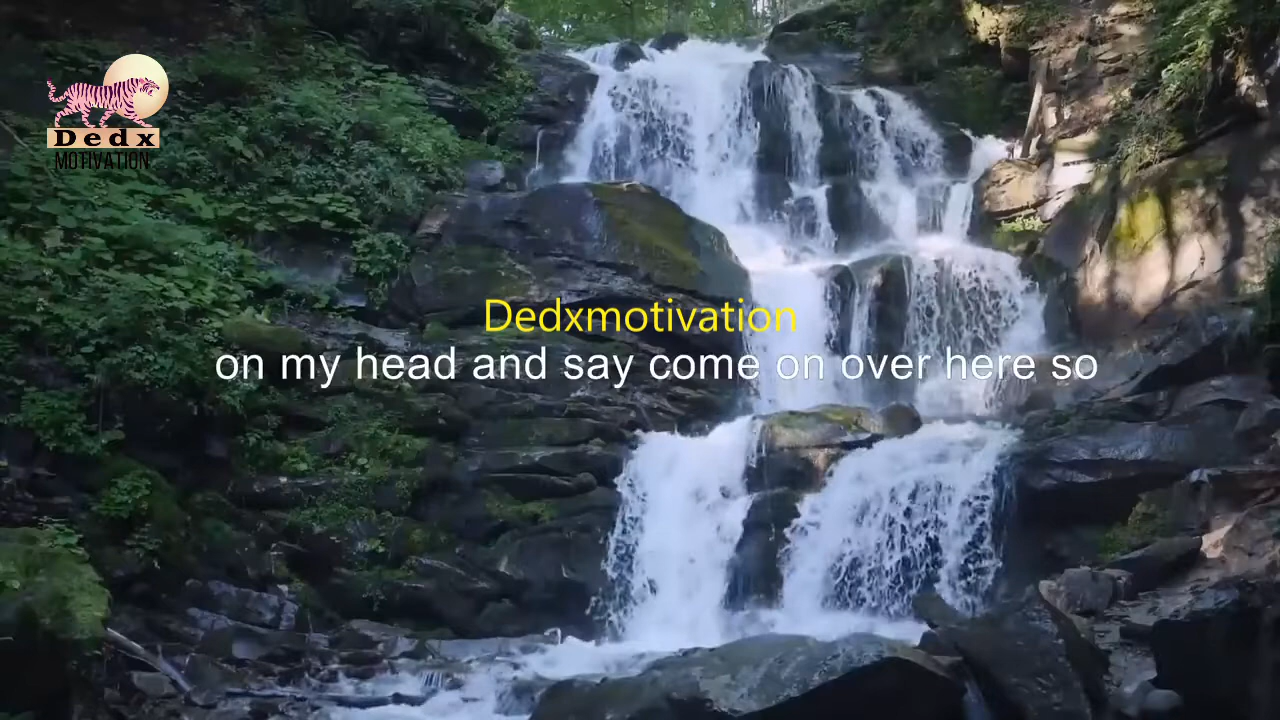 Dedx
MOTIVATION
Dedxmotivation
on my head and say come on over here so